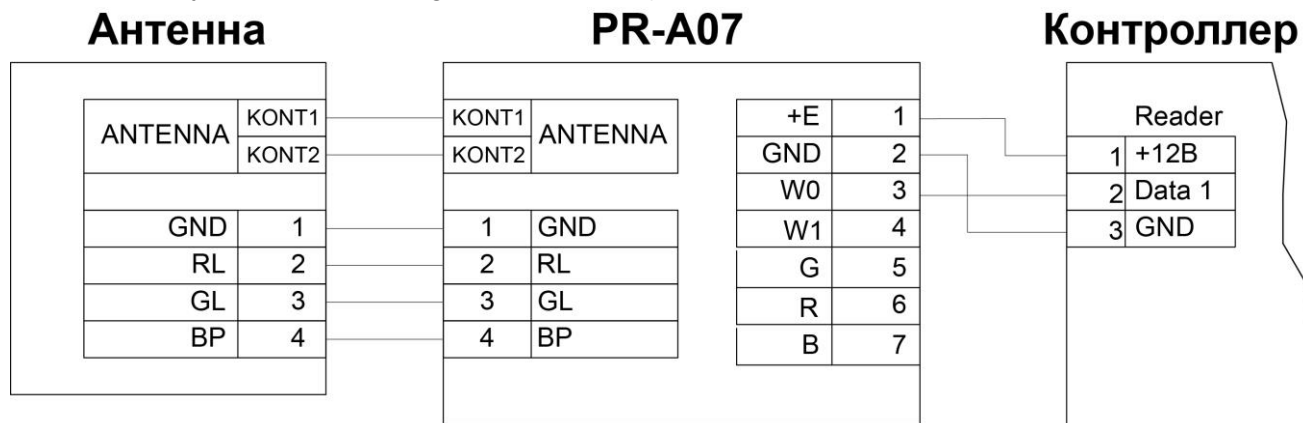 Антенна PR-A07 Контроллер
ANTENNA KONT1 KONT1 ANTENNA +E 1 Reader
KONT2 KONT2 GND 2 1 +12В
W0 3 2 Data 1
GND 1 1 GND W1 4 3 GND
RL 2 2 RL G 5
GL 3 3 GL R 6
BP 4 4 BP B 7